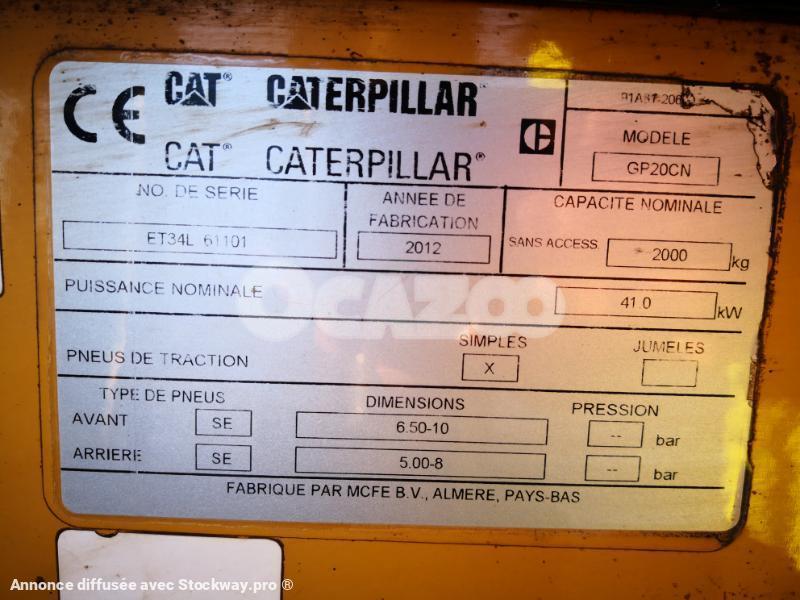 CE CAT® CATERPILLAR
CAT® CATERPILLAR®
MODELE
GP20CN
NO. DE SERIE
ET34L 61101
ANNEE DE
FABRICATION
2012
CAPACITE NOMINALE
SANS ACCESS. 2000 kg
PUISSANCE NOMINALE 41.0 kW
OCAZOO
PNEUS DE TRACTION
SIMPLES
X
JUMELES
TYPE DE PNEUS DIMENSIONS PRESSION
AVANT SE 6.50-10 -- bar
ARRIERE SE 5.00-8 -- bar
FABRIQUE PAR MCFE B.V., ALMERE, PAYS-BAS
Annonce diffusée avec Stockway.pro ®